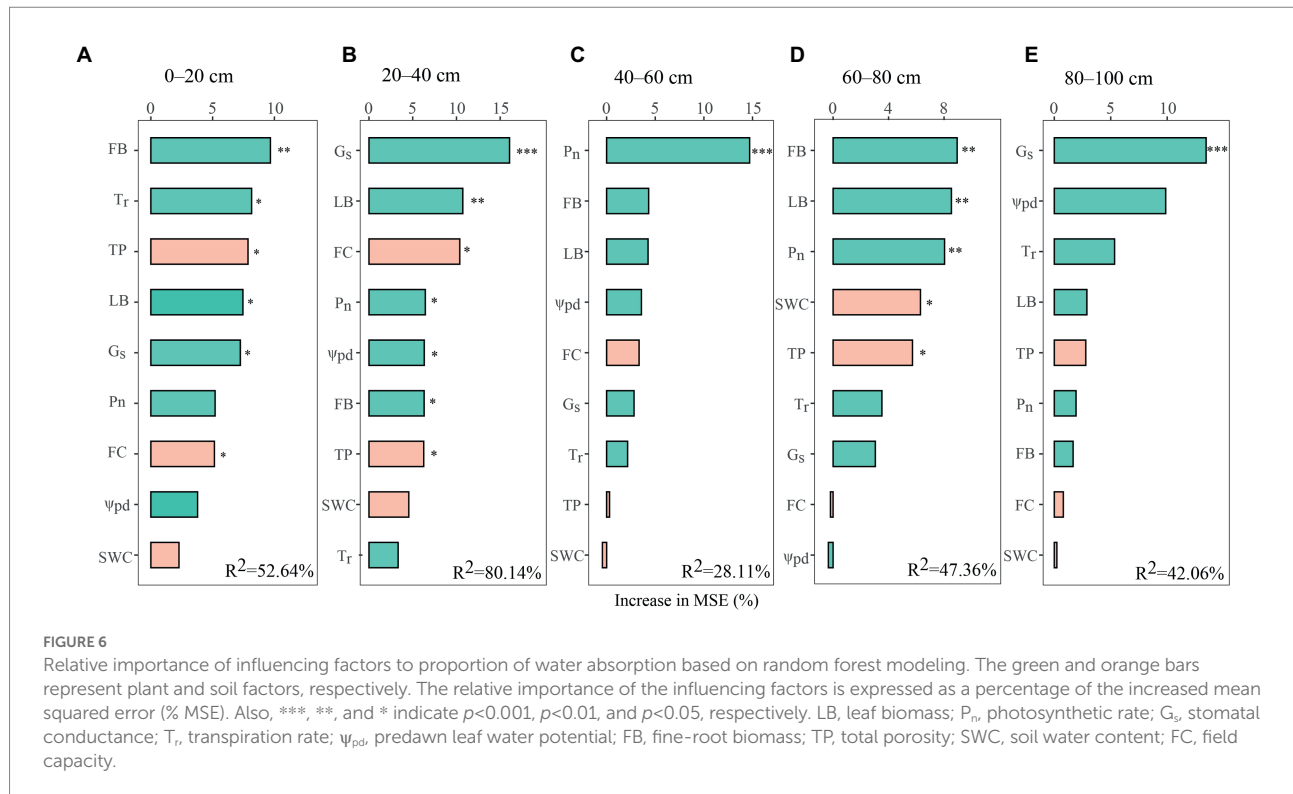 A
0–20 cm
0 5 10
FB **
Tr *
TP *
LB *
Gs *
Pn
FC *
ψpd
SWC
R²=52.64%
B
20–40 cm
0 5 10 15
Gs ***
LB **
FC *
Pn *
ψpd *
FB *
TP *
SWC
Tr
R²=80.14%
C
40–60 cm
0 5 10 15
Pn ***
FB
LB
ψpd
FC
Gs
Tr
TP
SWC
R²=28.11%
D
60–80 cm
0 4 8
FB **
LB **
Pn **
SWC *
TP *
Tr
Gs
FC
ψpd
R²=47.36%
E
80–100 cm
0 5 10
Gs ***
ψpd
Tr
LB
TP
Pn
FB
FC
SWC
R²=42.06%
Increase in MSE (%)
FIGURE 6
Relative importance of influencing factors to proportion of water absorption based on random forest modeling. The green and orange bars
represent plant and soil factors, respectively. The relative importance of the influencing factors is expressed as a percentage of the increased mean
squared error (% MSE). Also, ***, **, and * indicate p<0.001, p<0.01, and p<0.05, respectively. LB, leaf biomass; Pn, photosynthetic rate; Gs, stomatal
conductance; Tr, transpiration rate; ψpd, predawn leaf water potential; FB, fine-root biomass; TP, total porosity; SWC, soil water content; FC, field
capacity.